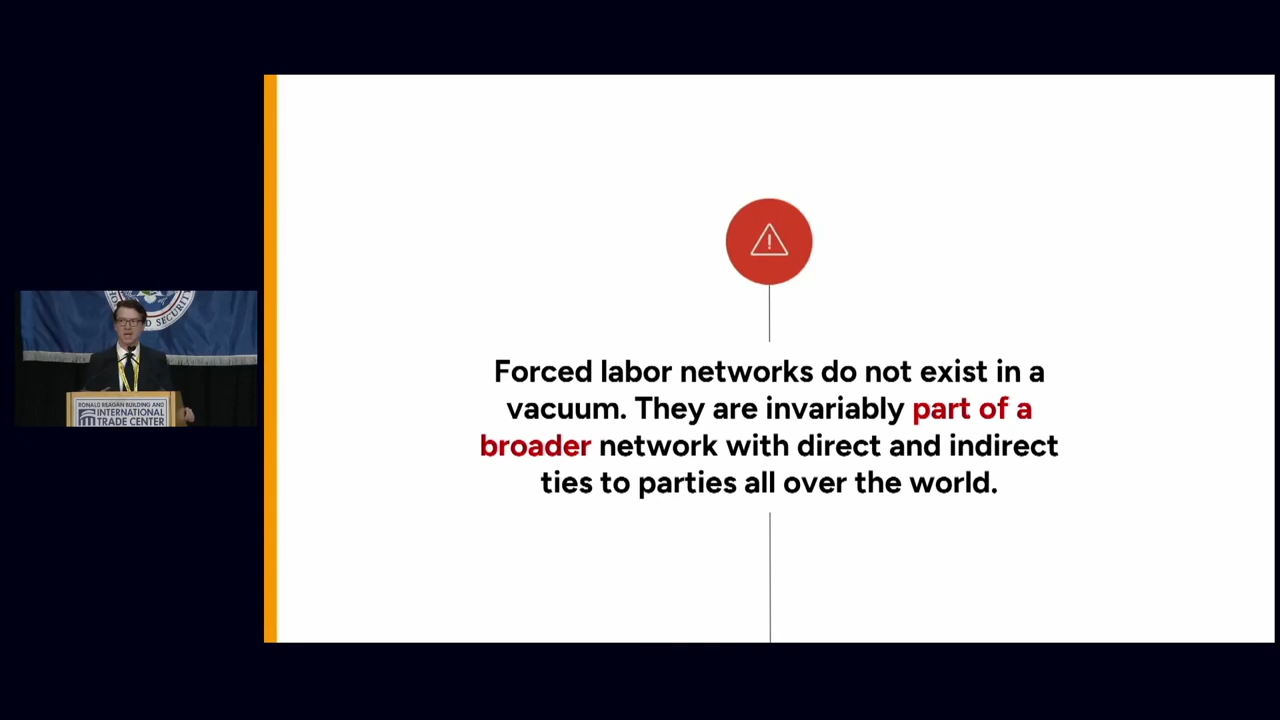 Forced labor networks do not exist in a
vacuum. They are invariably part of a
broader network with direct and indirect
ties to parties all over the world.
D SECURIT
RONALD REAGAN BUILDING AND
INTERNATIONAL
TRADE CENTER